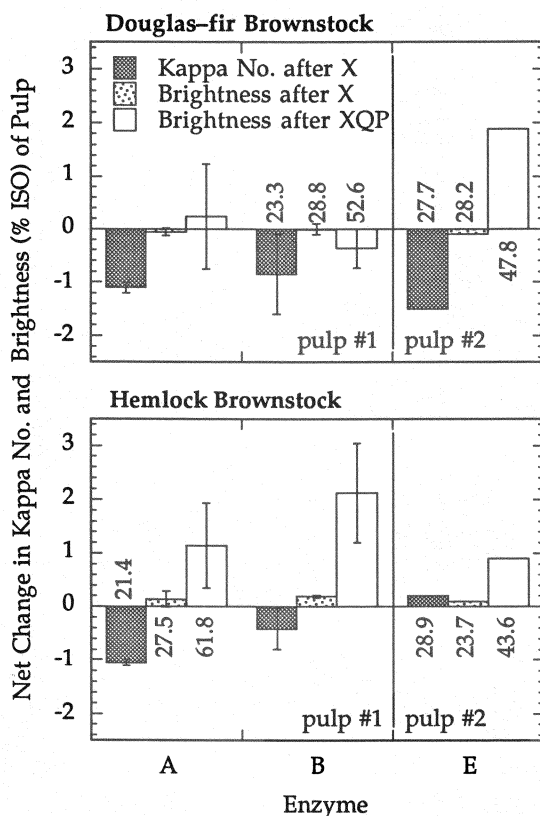 Douglas–fir Brownstock
Net Change in Kappa No. and Brightness (% ISO) of Pulp
3
2
1
0
-1
-2
Kappa No. after X
Brightness after X
Brightness after XQP
23.3
28.8
52.6
27.7
28.2
47.8
pulp #1
pulp #2
Hemlock Brownstock
3
2
1
0
-1
-2
21.4
27.5
61.8
28.9
23.7
43.6
pulp #1
pulp #2
A
B
E
Enzyme